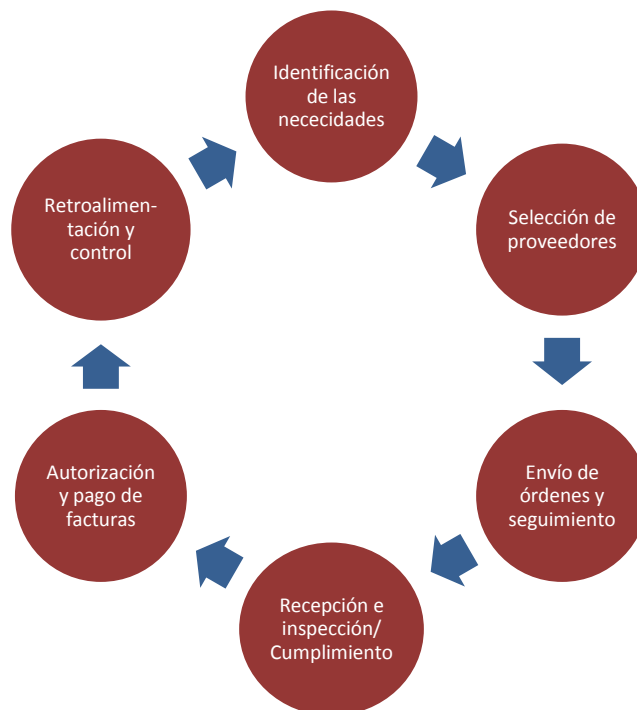 Identificación
de las
nececidades
Selección de
proveedores
Envío de
órdenes y
seguimiento
Recepción e
inspección/
Cumplimiento
Autorización
y pago de
facturas
Retroalimen-
tación y
control